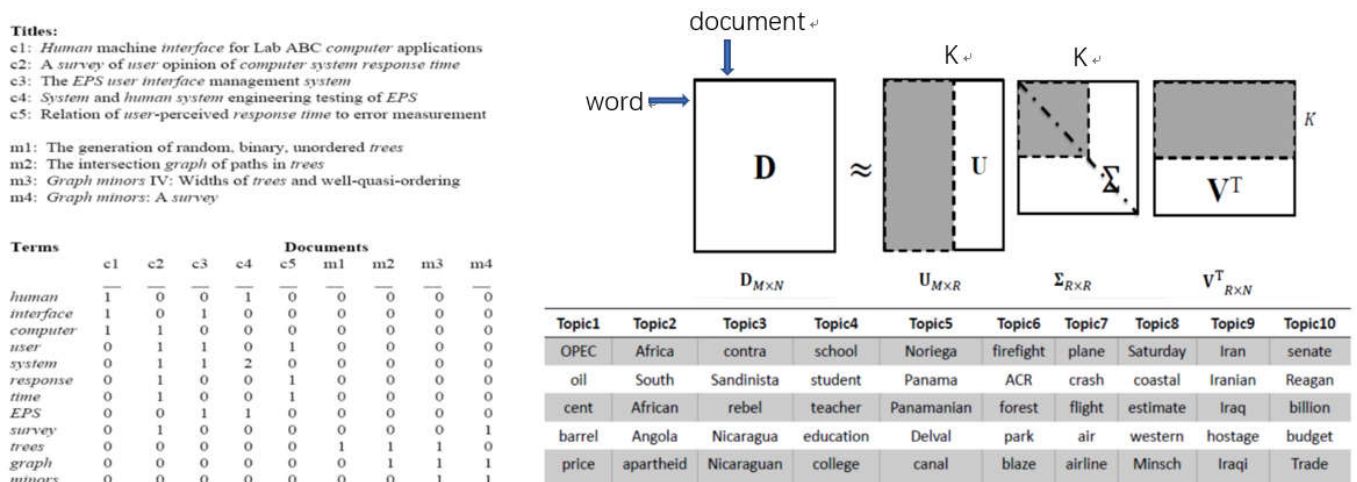 Titles:
c1: Human machine interface for Lab ABC computer applications
c2: A survey of user opinion of computer system response time
c3: The EPS user interface management system
c4: System and human system engineering testing of EPS
c5: Relation of user-perceived response time to error measurement
m1: The generation of random, binary, unordered trees
m2: The intersection graph of paths in trees
m3: Graph minors IV: Widths of trees and well-quasi-ordering
m4: Graph minors: A survey
Terms Documents
c1 c2 c3 c4 c5 m1 m2 m3 m4
human 1 0 0 1 0 0 0 0 0
interface 1 0 1 0 0 0 0 0 0
computer 1 1 0 0 0 0 0 0 0
user 0 1 1 0 1 0 0 0 0
system 0 1 1 2 0 0 0 0 0
response 0 1 0 0 1 0 0 0 0
time 0 1 0 0 1 0 0 0 0
EPS 0 0 1 1 0 0 0 0 0
survey 0 1 0 0 0 0 0 0 1
trees 0 0 0 0 0 1 1 1 0
graph 0 0 0 0 0 0 1 1 1
minors 0 0 0 0 0 0 0 1 1
document
word
K K
K
D ≈ U Σ V^T
D_{M×N} U_{M×R} Σ_{R×R} V^T_{R×N}
Topic1 Topic2 Topic3 Topic4 Topic5 Topic6 Topic7 Topic8 Topic9 Topic10
OPEC Africa contra school Noriega firefight plane Saturday Iran senate
oil South Sandinista student Panama ACR crash coastal Iranian Reagan
cent African rebel teacher Panamanian forest flight estimate Iraq billion
barrel Angola Nicaragua education Delval park air western hostage budget
price apartheid Nicaraguan college canal blaze airline Minsch Iraqi Trade